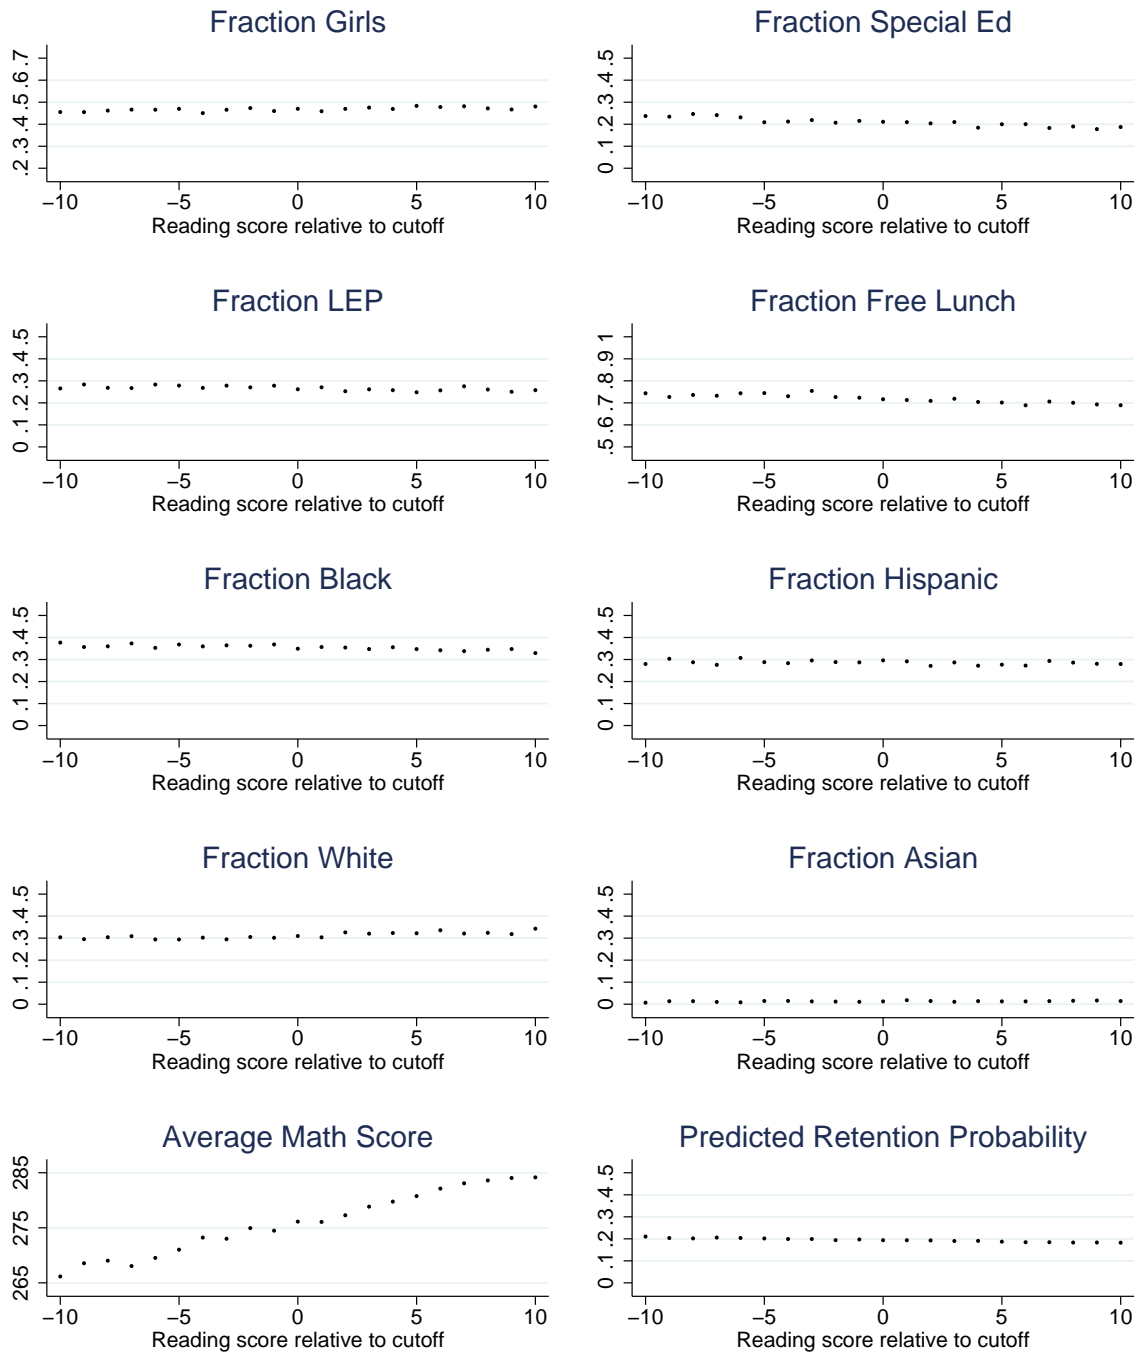 Fraction Girls
.2 .3 .4 .5 .6 .7
−10 −5 0 5 10
Reading score relative to cutoff
Fraction Special Ed
0 .1 .2 .3 .4 .5
−10 −5 0 5 10
Reading score relative to cutoff
Fraction LEP
0 .1 .2 .3 .4 .5
−10 −5 0 5 10
Reading score relative to cutoff
Fraction Free Lunch
.5 .6 .7 .8 .9 1
−10 −5 0 5 10
Reading score relative to cutoff
Fraction Black
0 .1 .2 .3 .4 .5
−10 −5 0 5 10
Reading score relative to cutoff
Fraction Hispanic
0 .1 .2 .3 .4 .5
−10 −5 0 5 10
Reading score relative to cutoff
Fraction White
0 .1 .2 .3 .4 .5
−10 −5 0 5 10
Reading score relative to cutoff
Fraction Asian
0 .1 .2 .3 .4 .5
−10 −5 0 5 10
Reading score relative to cutoff
Average Math Score
265 275 285
−10 −5 0 5 10
Reading score relative to cutoff
Predicted Retention Probability
0 .1 .2 .3 .4 .5
−10 −5 0 5 10
Reading score relative to cutoff